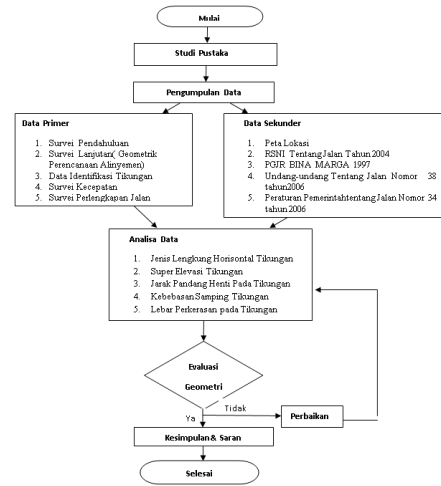 Mulai
Studi Pustaka
Pengumpulan Data
Data Primer
1. Survei Pendahuluan
2. Survei Lanjutan( Geometrik
Perencanaan Alinyemen)
3. Data Identifikasi Tikungan
4. Survei Kecepatan
5. Survei Perlengkapan Jalan
Data Sekunder
1. Peta Lokasi
2. RSNI Tentang Jalan Tahun 2004
3. PGJR BINA MARGA 1997
4. Undang-undang Tentang Jalan Nomor 38
tahun2006
5. Peraturan Pemerintah tentang Jalan Nomor 34
tahun 2006
Analisa Data
1. Jenis Lengkung Horisontal Tikungan
2. Super Elevasi Tikungan
3. Jarak Pandang Henti Pada Tikungan
4. Kebebasan Samping Tikungan
5. Lebar Perkerasan pada Tikungan
Evaluasi
Geometri
Tidak
Ya
Perbaikan
Kesimpulan & Saran
Selesai